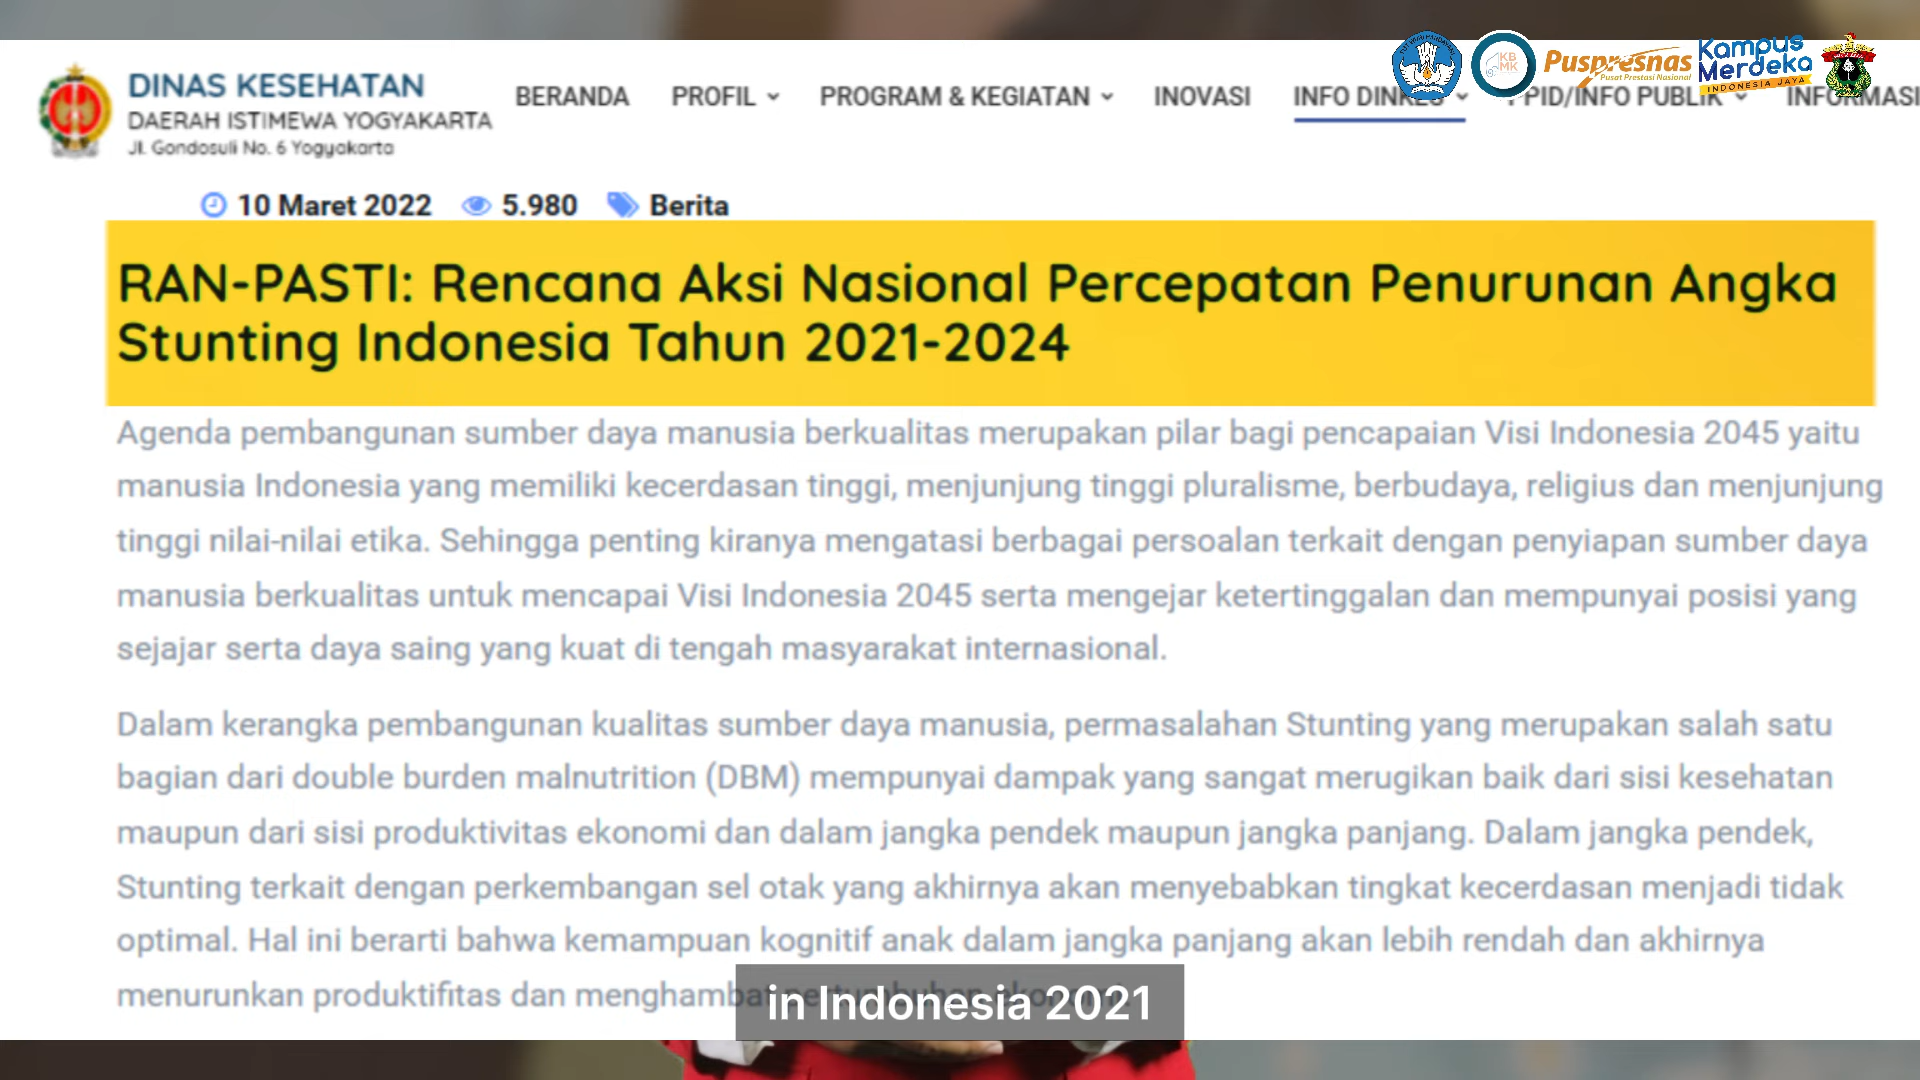 DINAS KESEHATAN
DAERAH ISTIMEWA YOGYAKARTA
Jl. Gondosuli No. 6 Yogyakarta
BERANDA PROFIL PROGRAM & KEGIATAN INOVASI INFO PPID/INFO PUBLIK INFORMASI
KB
MK
Puspresnas
Pusat Prestasi Nasional
Kampus
Merdeka
INDONESIA JAYA
10 Maret 2022 5.980 Berita
RAN-PASTI: Rencana Aksi Nasional Percepatan Penurunan Angka
Stunting Indonesia Tahun 2021-2024
Agenda pembangunan sumber daya manusia berkualitas merupakan pilar bagi pencapaian Visi Indonesia 2045 yaitu
manusia Indonesia yang memiliki kecerdasan tinggi, menjunjung tinggi pluralisme, berbudaya, religius dan menjunjung
tinggi nilai-nilai etika. Sehingga penting kiranya mengatasi berbagai persoalan terkait dengan penyiapan sumber daya
manusia berkualitas untuk mencapai Visi Indonesia 2045 serta mengejar ketertinggalan dan mempunyai posisi yang
sejajar serta daya saing yang kuat di tengah masyarakat internasional.
Dalam kerangka pembangunan kualitas sumber daya manusia, permasalahan Stunting yang merupakan salah satu
bagian dari double burden malnutrition (DBM) mempunyai dampak yang sangat merugikan baik dari sisi kesehatan
maupun dari sisi produktivitas ekonomi dan dalam jangka pendek maupun jangka panjang. Dalam jangka pendek,
Stunting terkait dengan perkembangan sel otak yang akhirnya akan menyebabkan tingkat kecerdasan menjadi tidak
optimal. Hal ini berarti bahwa kemampuan kognitif anak dalam jangka panjang akan lebih rendah dan akhirnya
menurunkan produktifitas dan menghambat
in Indonesia 2021